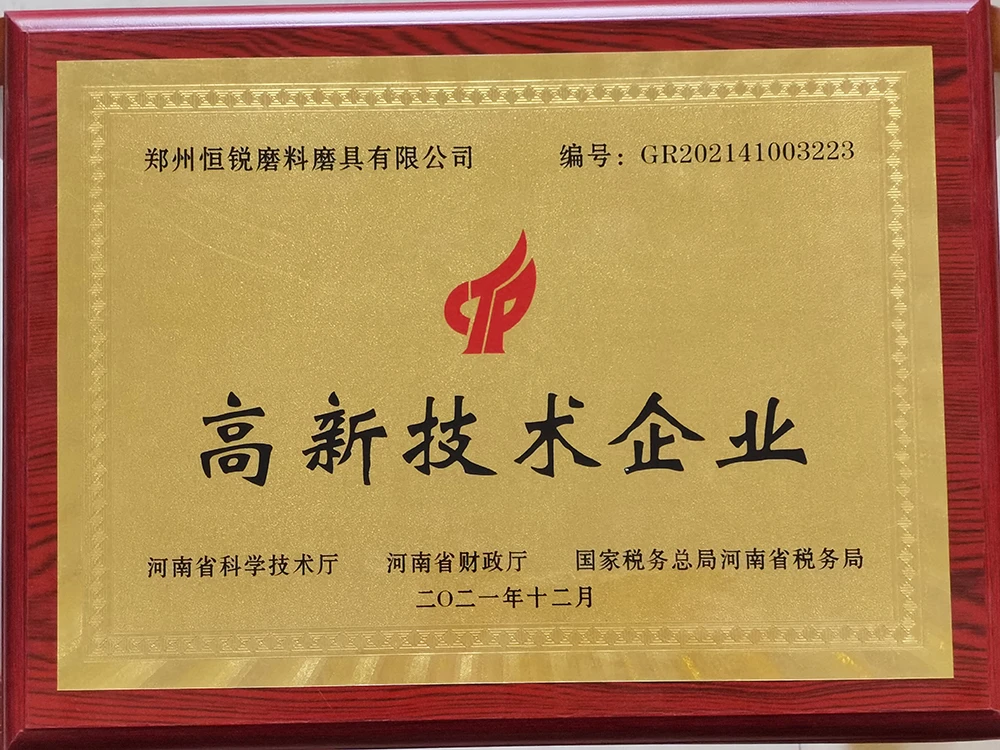 郑州恒锐磨料磨具有限公司 编号：GR202141003223
高新技术企业
河南省科学技术厅 河南省财政厅 国家税务总局河南省税务局
二〇二一年十二月